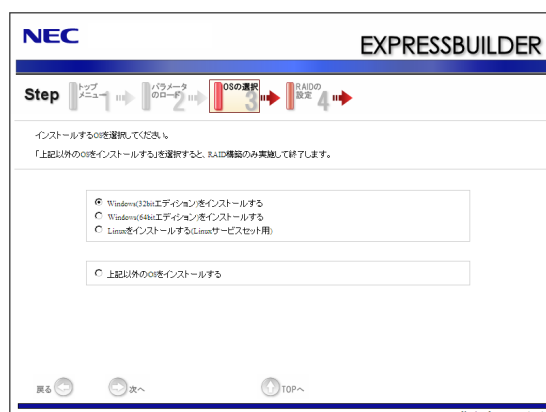 NEC
EXPRESSBUILDER
Step
トップ
メニュー 1
パラメータ
のロード 2
OSの選択
3
RAIDの
設定 4
インストールするOSを選択してください。
「上記以外のOSをインストールする」を選択すると、RAID構築のみ実施して終了します。
Windows(32bitエディション)をインストールする
Windows(64bitエディション)をインストールする
Linuxをインストールする(Linuxサービスセット用)
上記以外のOSをインストールする
戻る
次へ
TOPへ